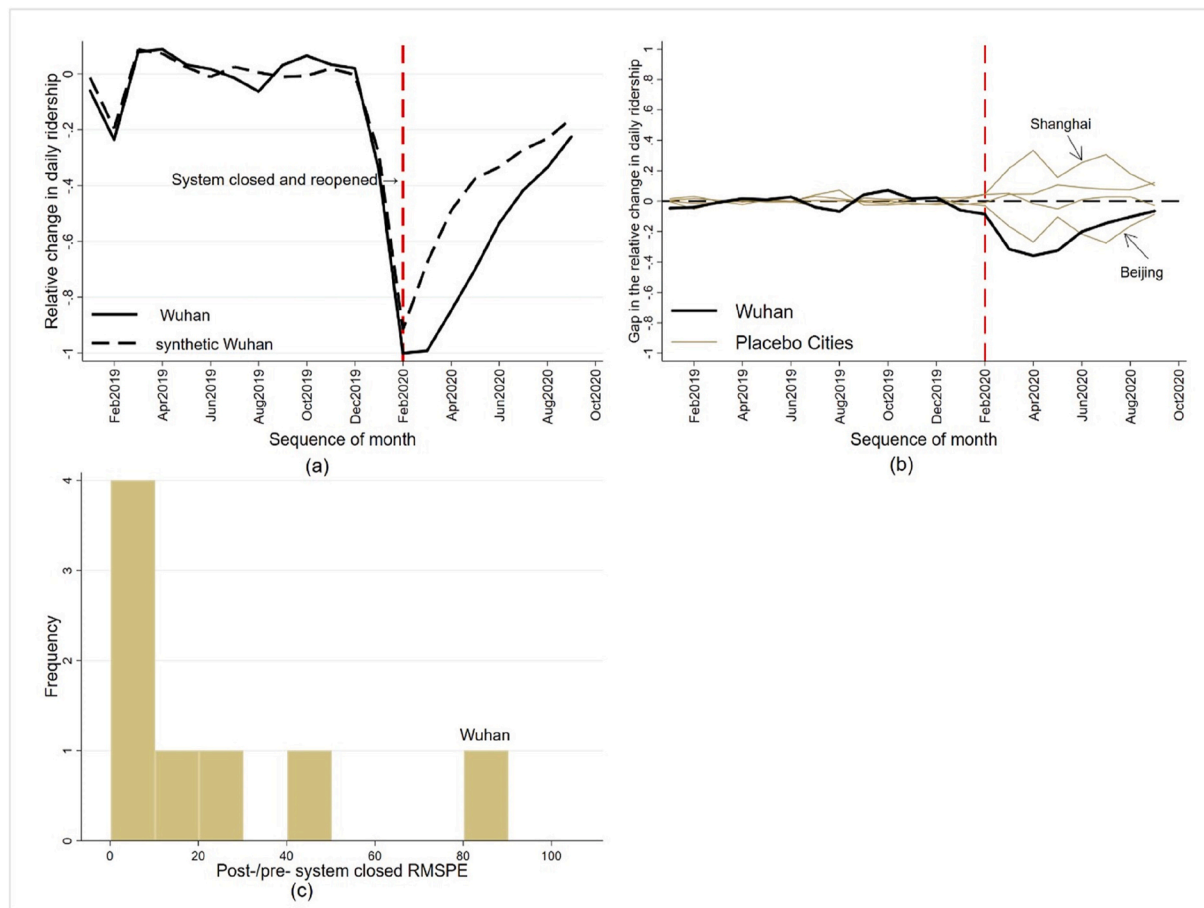 Relative change in daily ridership
0
-.2
-.4
-.6
-.8
-1
System closed and reopened →
Wuhan
synthetic Wuhan
Feb2019
Apr2019
Jun2019
Aug2019
Oct2019
Dec2019
Feb2020
Apr2020
Jun2020
Aug2020
Oct2020
Sequence of month
(a)
Gap in the relative change in daily ridership
1
.8
.6
.4
.2
0
-.2
-.4
-.6
-.8
-1
Shanghai
Beijing
Wuhan
Placebo Cities
Feb2019
Apr2019
Jun2019
Aug2019
Oct2019
Dec2019
Feb2020
Apr2020
Jun2020
Aug2020
Oct2020
Sequence of month
(b)
Frequency
4
3
2
1
0
Wuhan
0 20 40 60 80 100
Post-/pre- system closed RMSPE
(c)